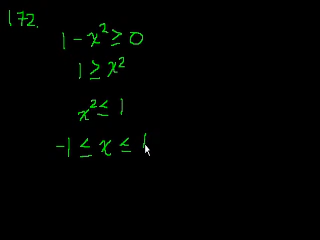 172.
1 - x² ≥ 0
1 ≥ x²
x² ≤ 1
-1 ≤ x ≤ 1